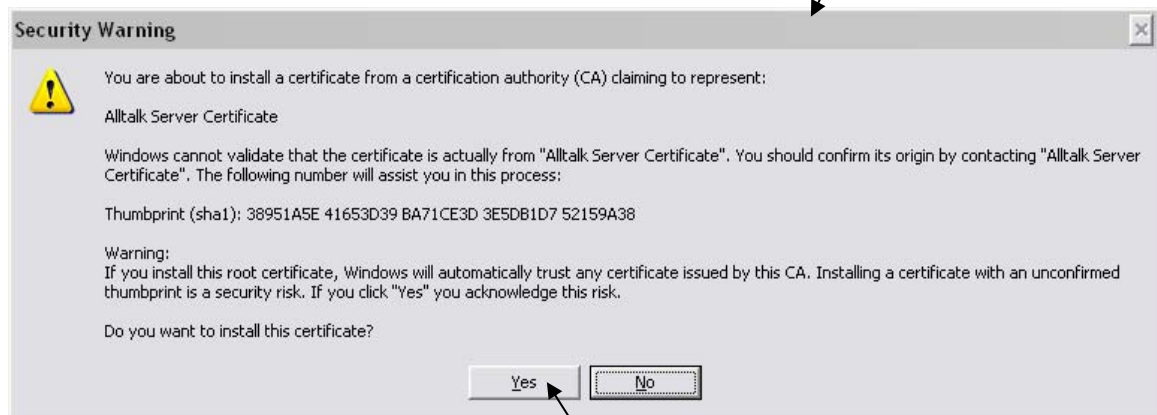 Security Warning
You are about to install a certificate from a certification authority (CA) claiming to represent:
Alltalk Server Certificate
Windows cannot validate that the certificate is actually from "Alltalk Server Certificate". You should confirm its origin by contacting "Alltalk Server
Certificate". The following number will assist you in this process:
Thumbprint (sha1): 38951A5E 41653D39 BA71CE3D 3E5DB1D7 52159A38
Warning:
If you install this root certificate, Windows will automatically trust any certificate issued by this CA. Installing a certificate with an unconfirmed
thumbprint is a security risk. If you click "Yes" you acknowledge this risk.
Do you want to install this certificate?
Yes No